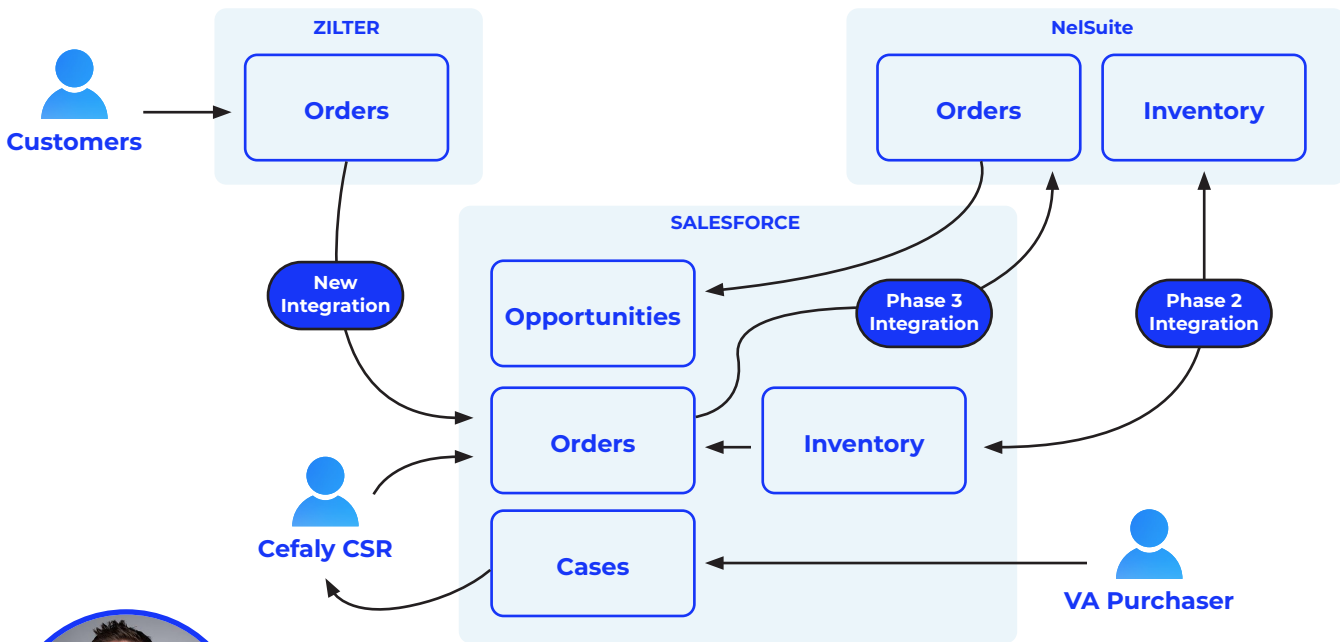 ZILTER
Orders
Customers
NelSuite
Orders
Inventory
SALESFORCE
New
Integration
Opportunities
Phase 3
Integration
Phase 2
Integration
Orders
Inventory
Cefaly CSR
Cases
VA Purchaser